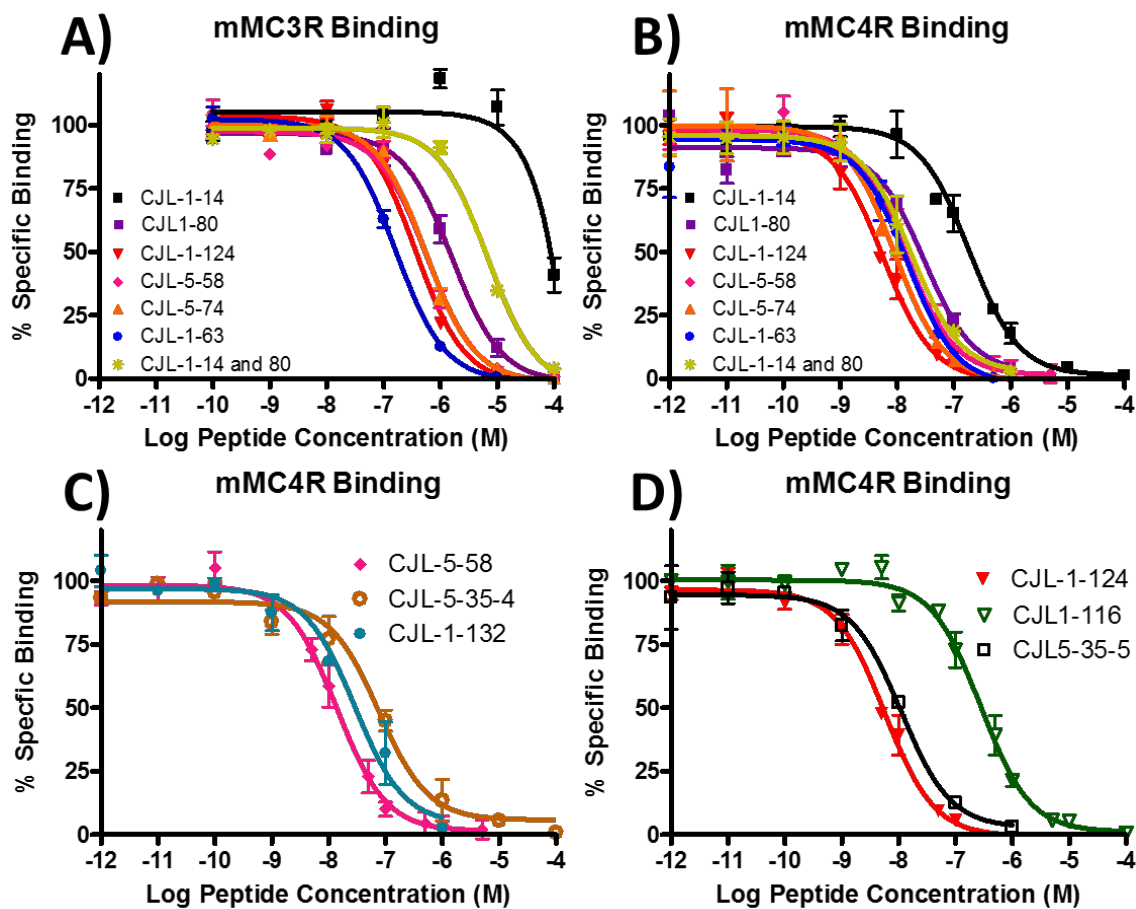 A)
mMC3R Binding
% Specific Binding
100
75
50
25
0
CJL-1-14
CJL1-80
CJL-1-124
CJL-5-58
CJL-5-74
CJL-1-63
CJL-1-14 and 80
-12 -11 -10 -9 -8 -7 -6 -5 -4
Log Peptide Concentration (M)
B)
mMC4R Binding
% Specific Binding
100
75
50
25
0
CJL-1-14
CJL1-80
CJL-1-124
CJL-5-58
CJL-5-74
CJL-1-63
CJL-1-14 and 80
-12 -11 -10 -9 -8 -7 -6 -5 -4
Log Peptide Concentration (M)
C)
mMC4R Binding
% Specfic Binding
100
75
50
25
0
CJL-5-58
CJL-5-35-4
CJL-1-132
-12 -11 -10 -9 -8 -7 -6 -5 -4
Log Peptide Concentration (M)
D)
mMC4R Binding
% Specific Binding
100
75
50
25
0
CJL-1-124
CJL1-116
CJL5-35-5
-12 -11 -10 -9 -8 -7 -6 -5 -4
Log Peptide Concentration (M)